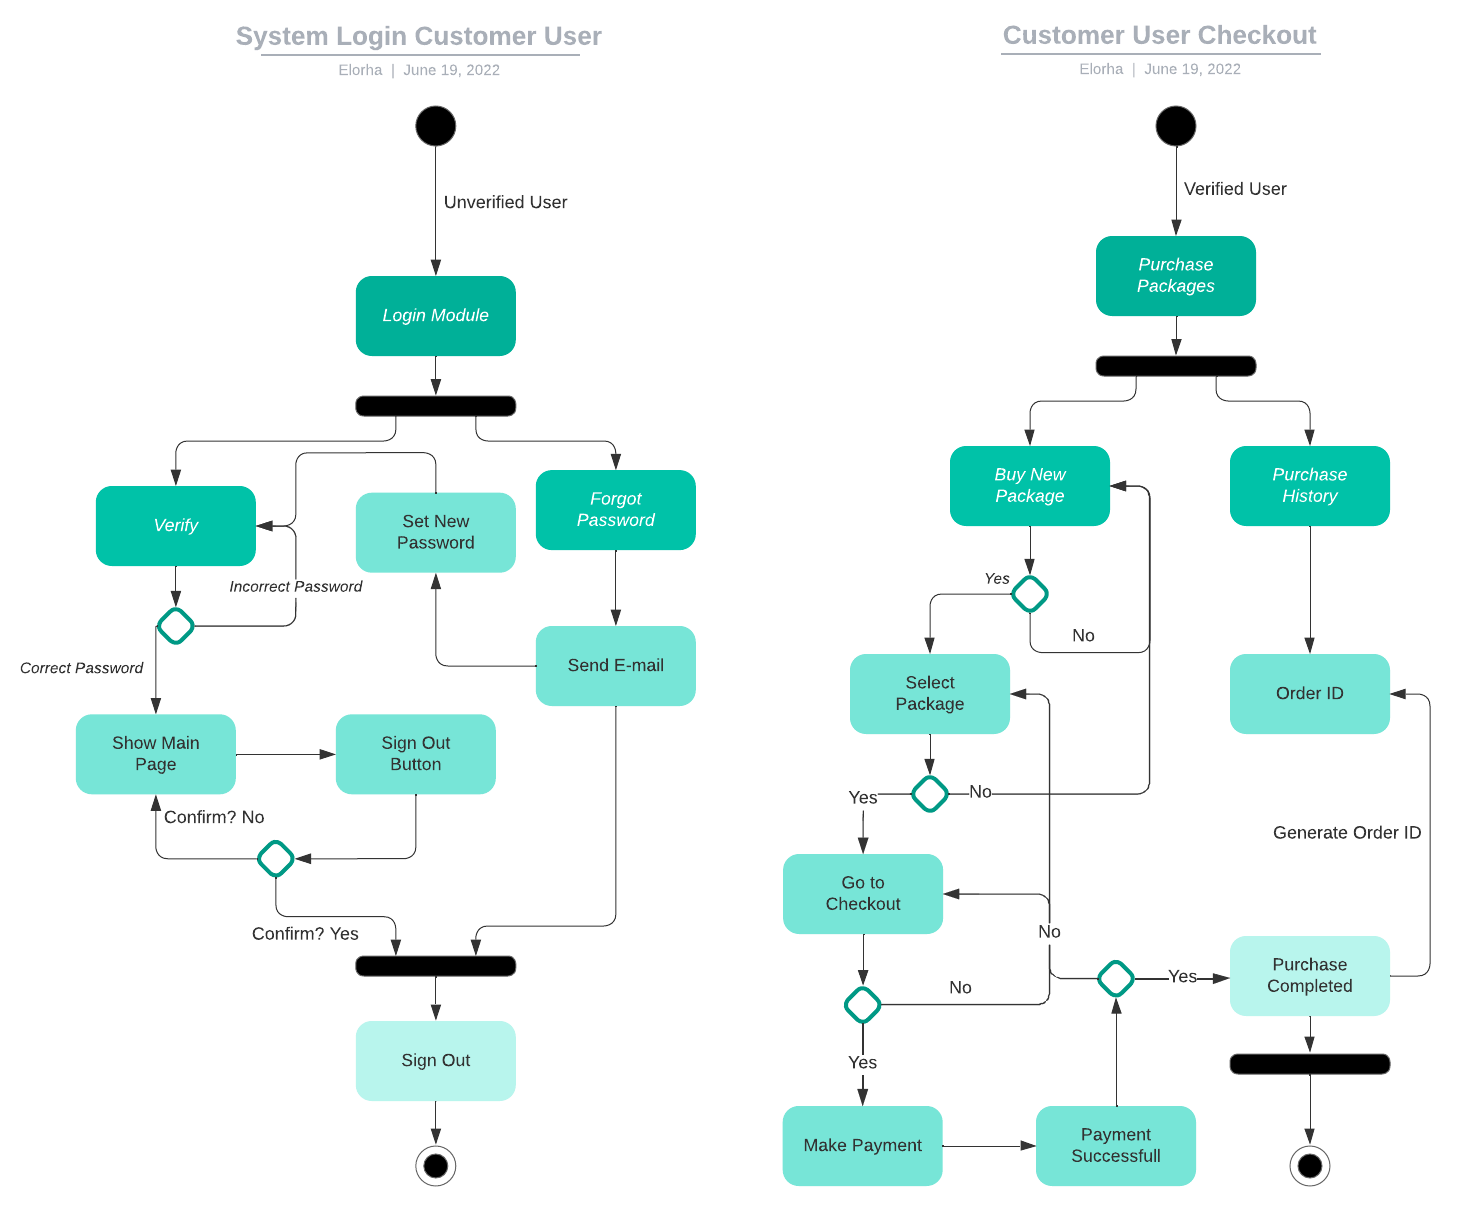 System Login Customer User
Elorha | June 19, 2022
Unverified User
Login Module
Verify
Set New
Password
Forgot
Password
Incorrect Password
Correct Password
Send E-mail
Show Main
Page
Sign Out
Button
Confirm? No
Confirm? Yes
Sign Out
Customer User Checkout
Elorha | June 19, 2022
Verified User
Purchase
Packages
Buy New
Package
Purchase
History
Yes
No
Select
Package
Order ID
Yes
No
Generate Order ID
Go to
Checkout
No
Yes
Purchase
Completed
No
Yes
Make Payment
Payment
Successfull